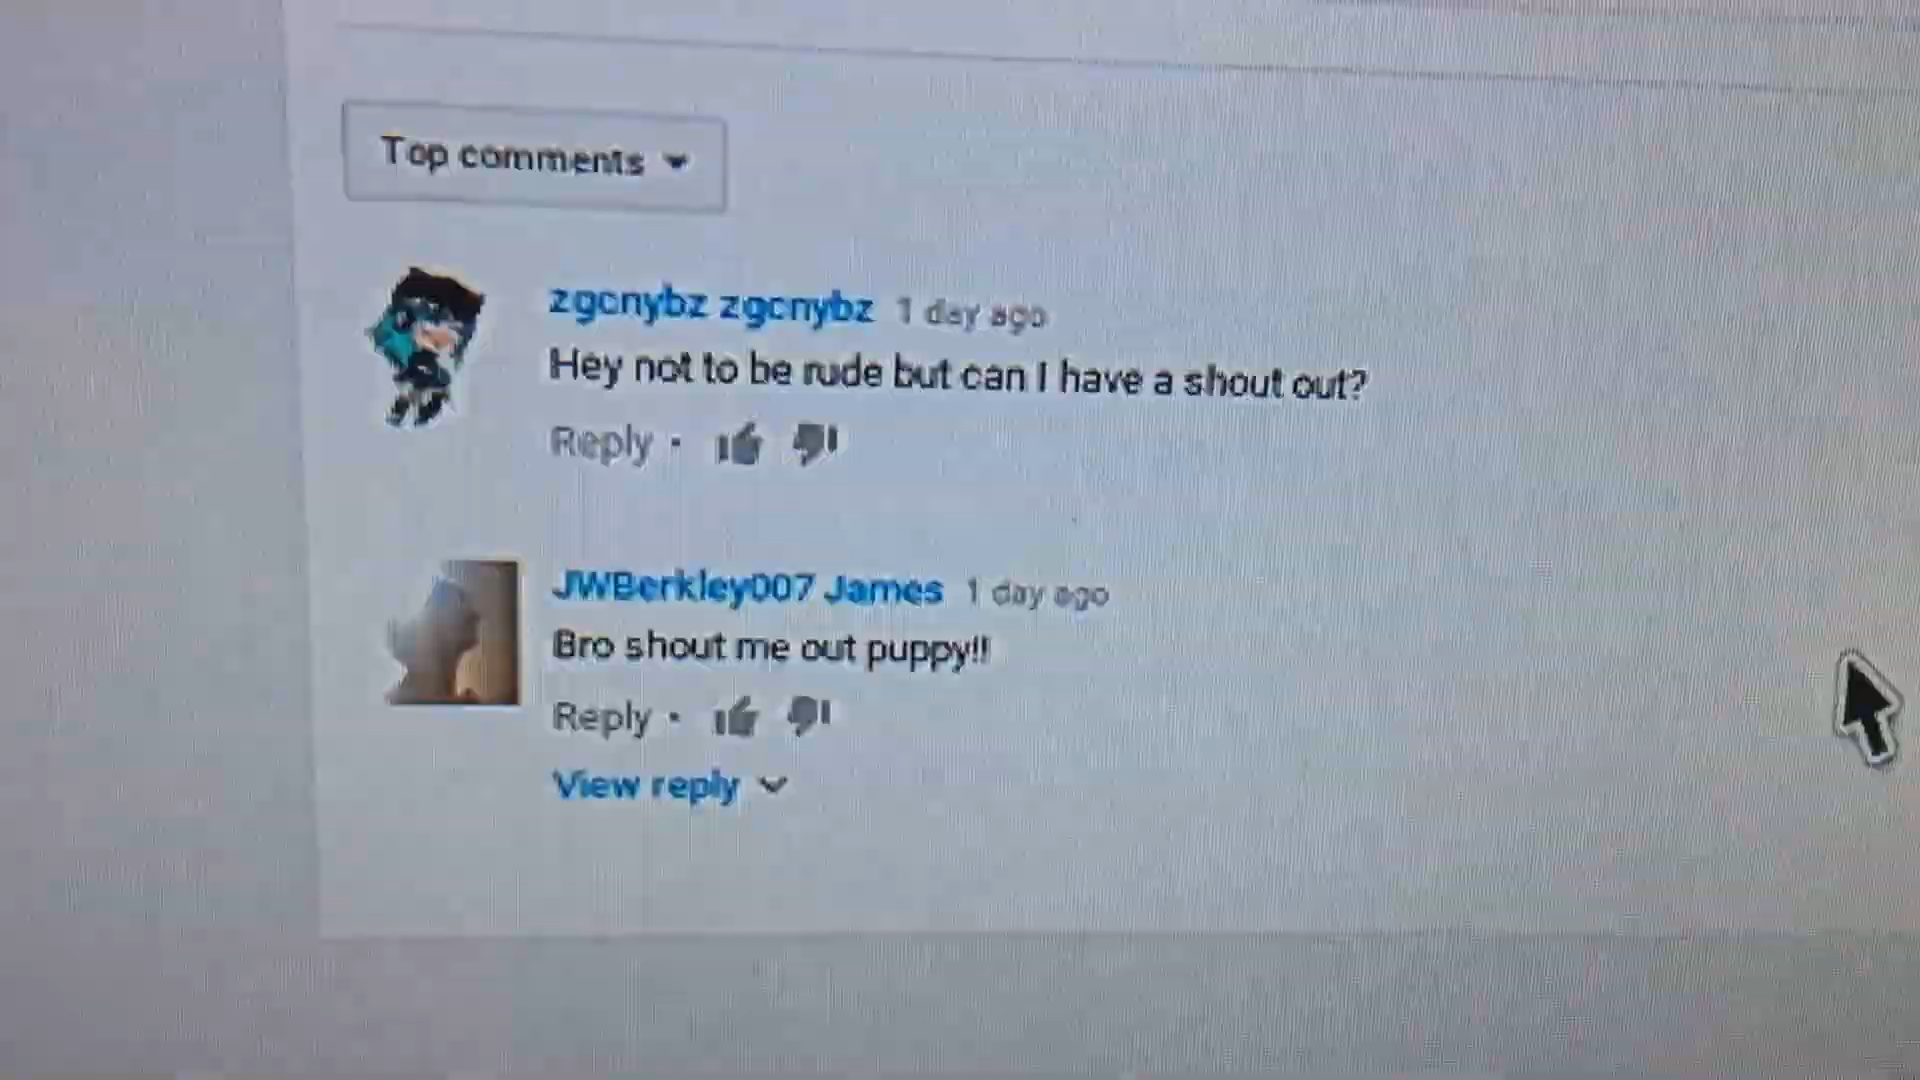 Top comments
zgcnybz zgcnybz 1 day ago
Hey not to be rude but can I have a shout out?
Reply •
JWBerkley007 James 1 day ago
Bro shout me out puppy!!
Reply •
View reply